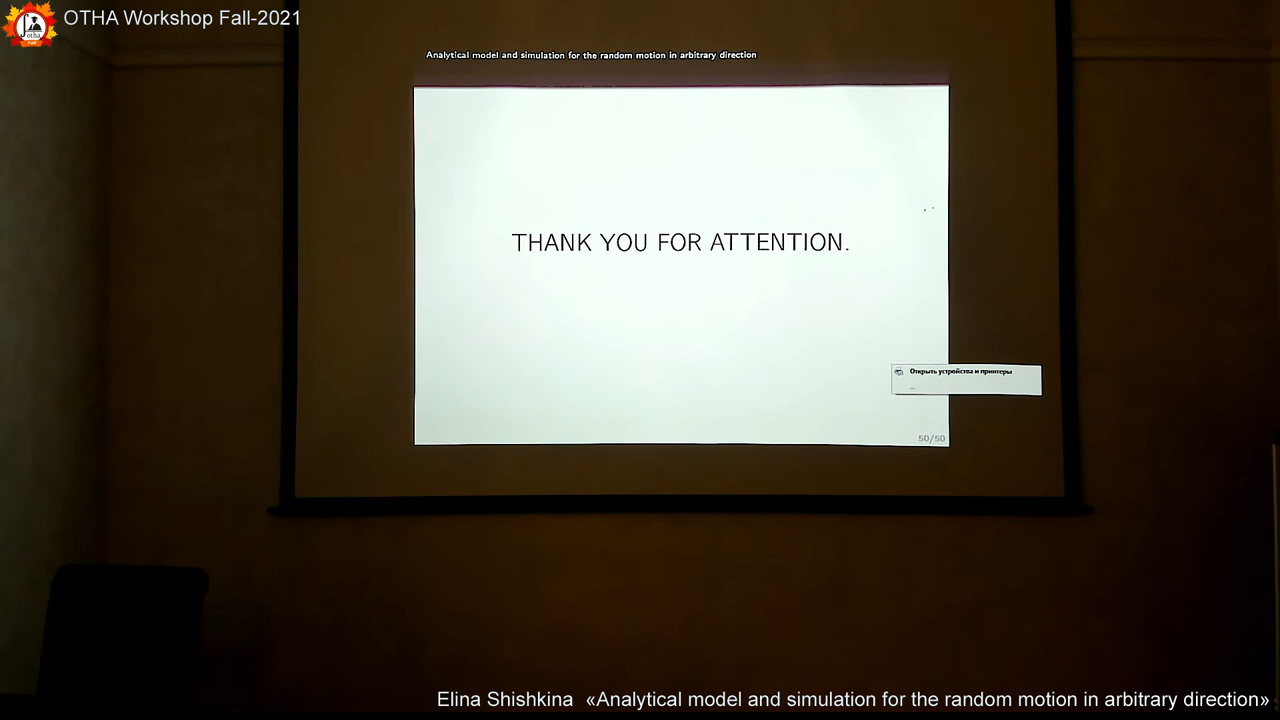 OTHA Workshop Fall-2021
Analytical model and simulation for the random motion in arbitrary direction
THANK YOU FOR ATTENTION.
Открыть устройства и принтеры
50/50
Elina Shishkina «Analytical model and simulation for the random motion in arbitrary direction»